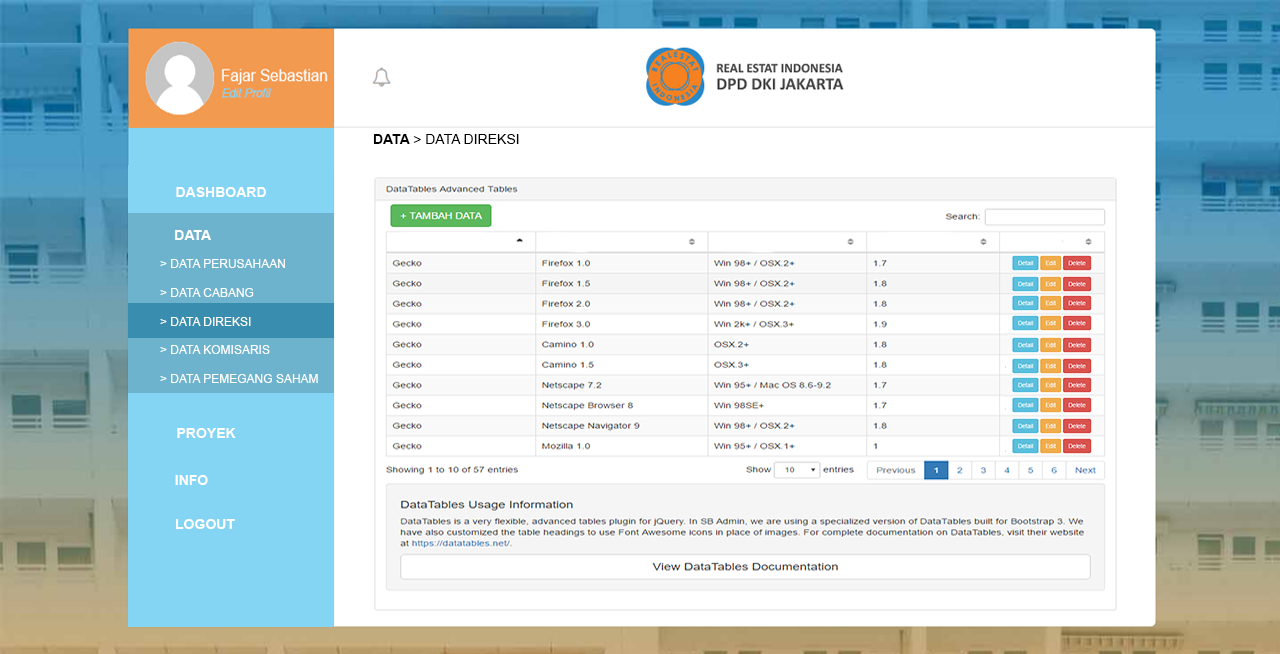 Fajar Sebastian
Edit Profil
REAL ESTAT INDONESIA
REAL ESTAT INDONESIA
DPD DKI JAKARTA
DATA > DATA DIREKSI
DASHBOARD
DATA
> DATA PERUSAHAAN
> DATA CABANG
> DATA DIREKSI
> DATA KOMISARIS
> DATA PEMEGANG SAHAM
PROYEK
INFO
LOGOUT
DataTables Advanced Tables
+ TAMBAH DATA Search:
Gecko Firefox 1.0 Win 98+ / OSX.2+ 1.7 Detail Edit Delete
Gecko Firefox 1.5 Win 98+ / OSX.2+ 1.8 Detail Edit Delete
Gecko Firefox 2.0 Win 98+ / OSX.2+ 1.8 Detail Edit Delete
Gecko Firefox 3.0 Win 2k+ / OSX.3+ 1.9 Detail Edit Delete
Gecko Camino 1.0 OSX.2+ 1.8 Detail Edit Delete
Gecko Camino 1.5 OSX.3+ 1.8 Detail Edit Delete
Gecko Netscape 7.2 Win 95+ / Mac OS 8.6-9.2 1.7 Detail Edit Delete
Gecko Netscape Browser 8 Win 98SE+ 1.7 Detail Edit Delete
Gecko Netscape Navigator 9 Win 98+ / OSX.2+ 1.8 Detail Edit Delete
Gecko Mozilla 1.0 Win 95+ / OSX.1+ 1 Detail Edit Delete
Showing 1 to 10 of 57 entries Show 10 entries Previous 1 2 3 4 5 6 Next
DataTables Usage Information
DataTables is a very flexible, advanced tables plugin for jQuery. In SB Admin, we are using a specialized version of DataTables built for Bootstrap 3. We
have also customized the table headings to use Font Awesome icons in place of images. For complete documentation on DataTables, visit their website
at https://datatables.net/.
View DataTables Documentation